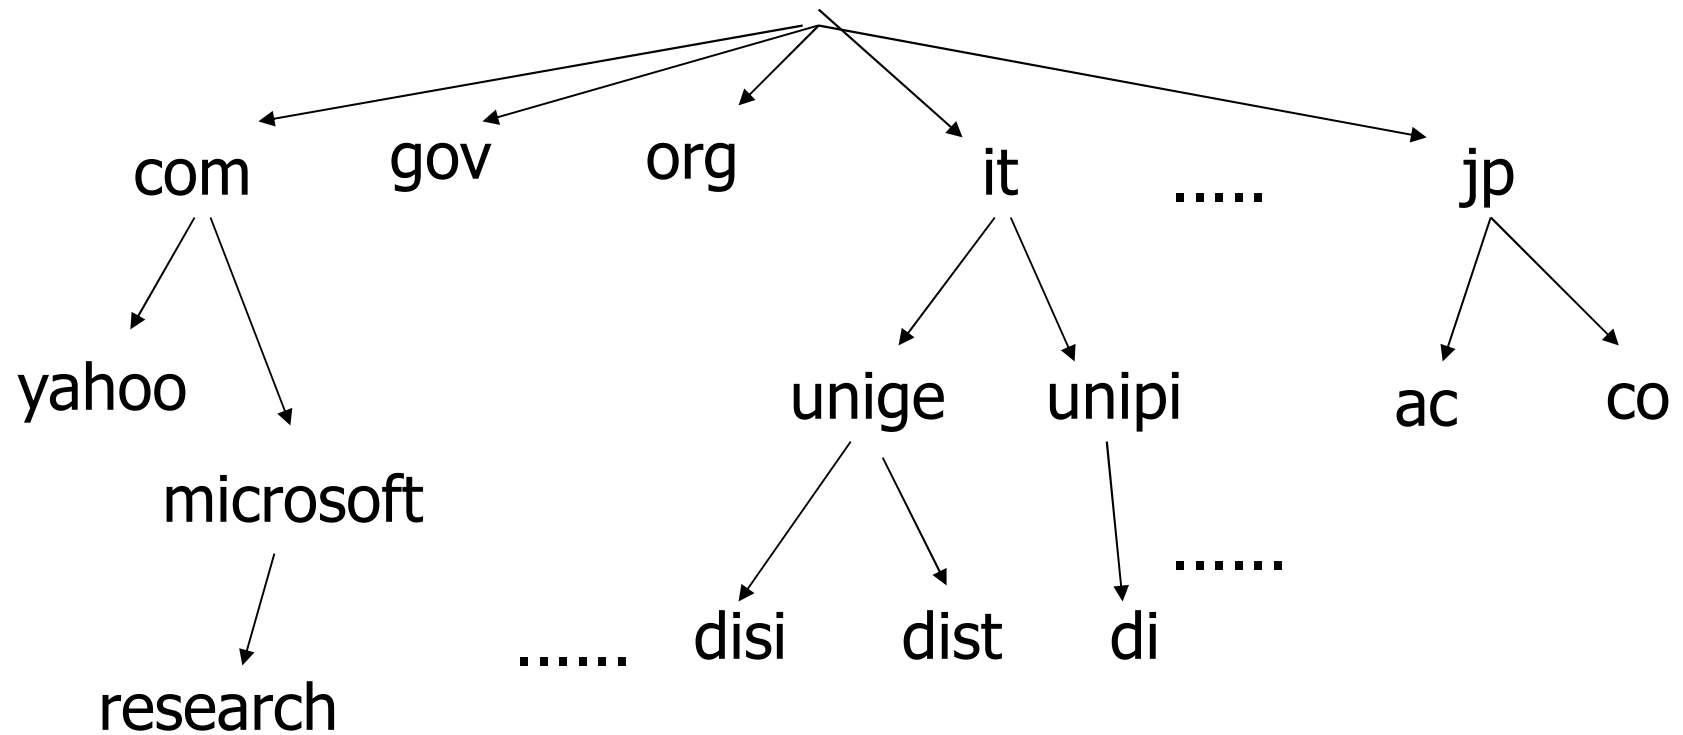 com gov org it ..... jp
yahoo unige unipi ac co
microsoft
......
disi dist di
......
research